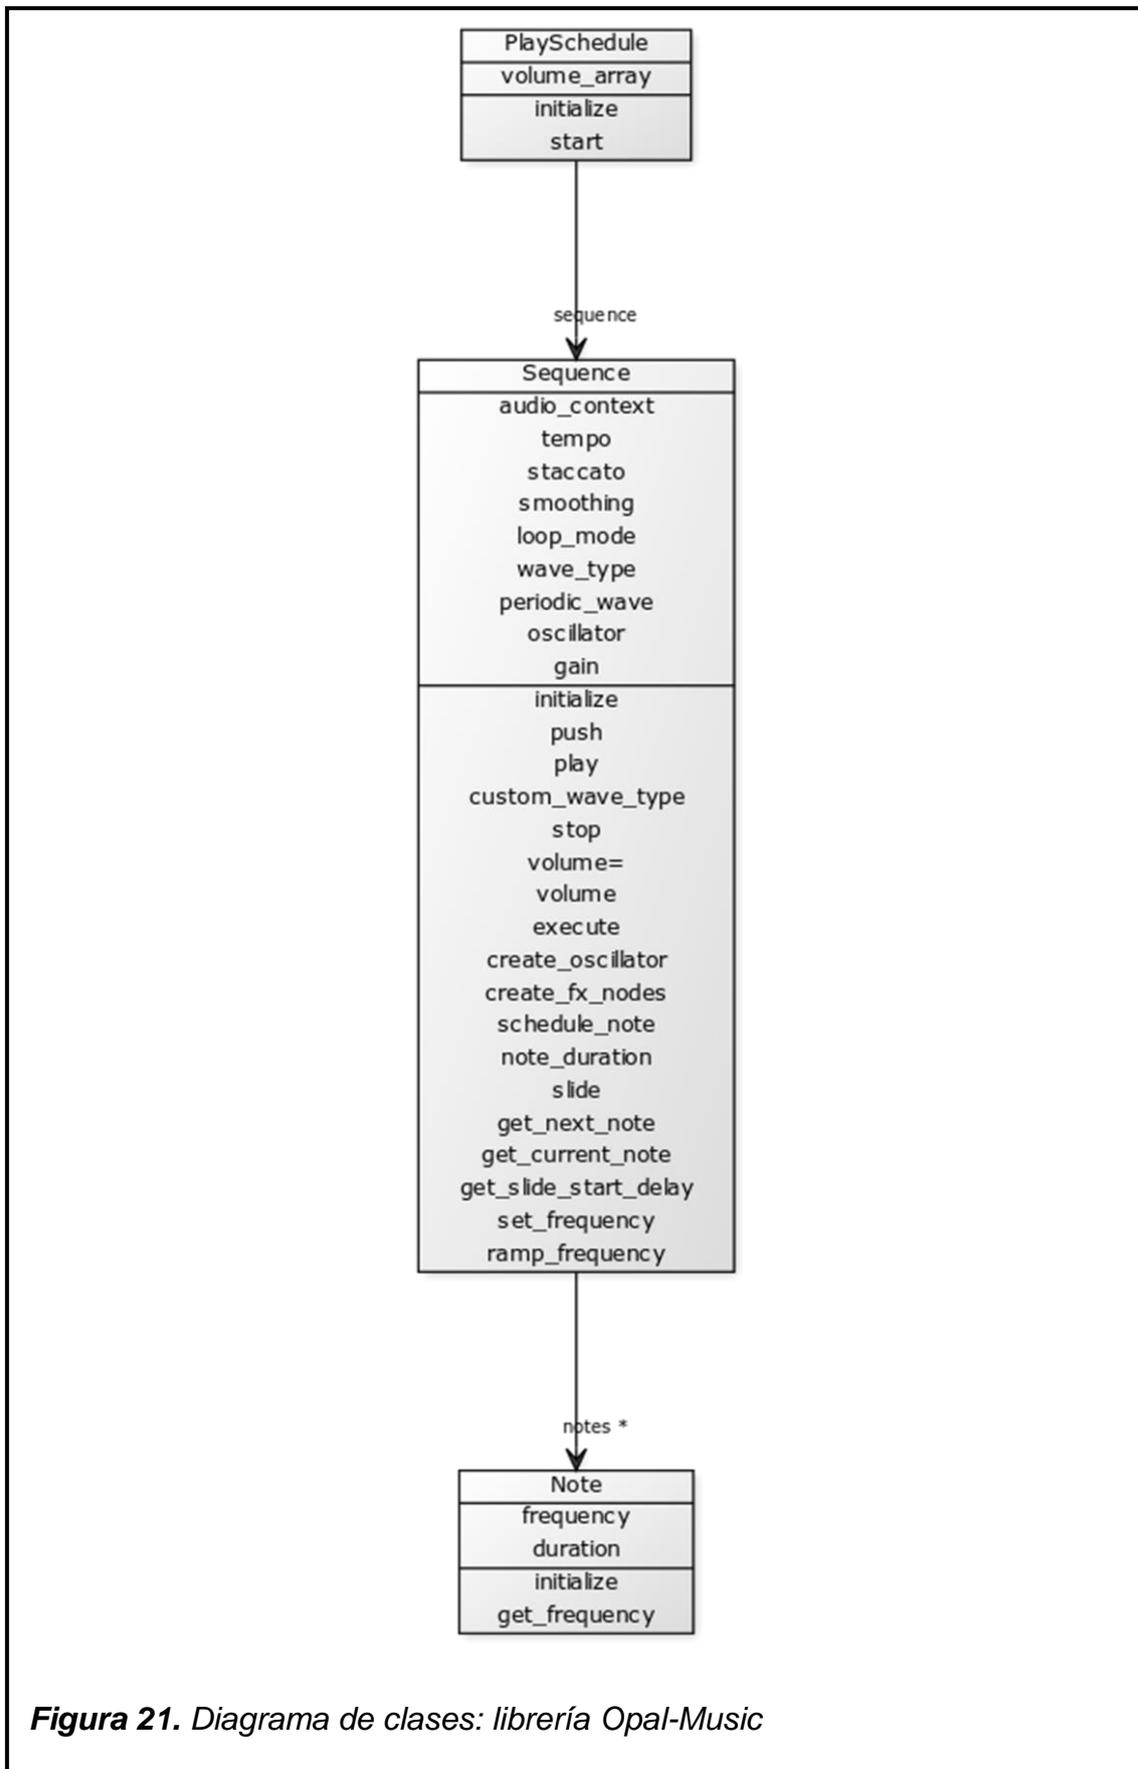 PlaySchedule
volume_array
initialize
start
sequence
Sequence
audio_context
tempo
staccato
smoothing
loop_mode
wave_type
periodic_wave
oscillator
gain
initialize
push
play
custom_wave_type
stop
volume=
volume
execute
create_oscillator
create_fx_nodes
schedule_note
note_duration
slide
get_next_note
get_current_note
get_slide_start_delay
set_frequency
ramp_frequency
notes *
Note
frequency
duration
initialize
get_frequency
Figura 21. Diagrama de clases: librería Opal-Music